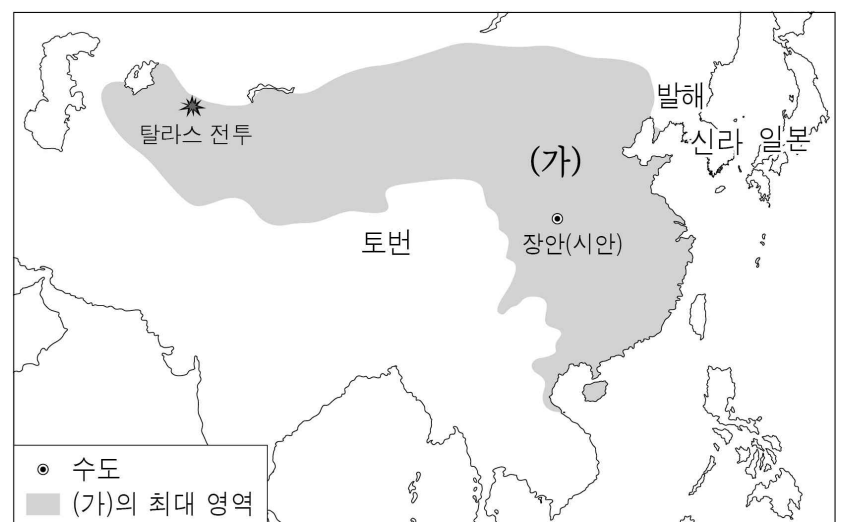 발해
탈라스 전투
신라 일본
(가)
토번
장안(시안)
수도
(가)의 최대 영역